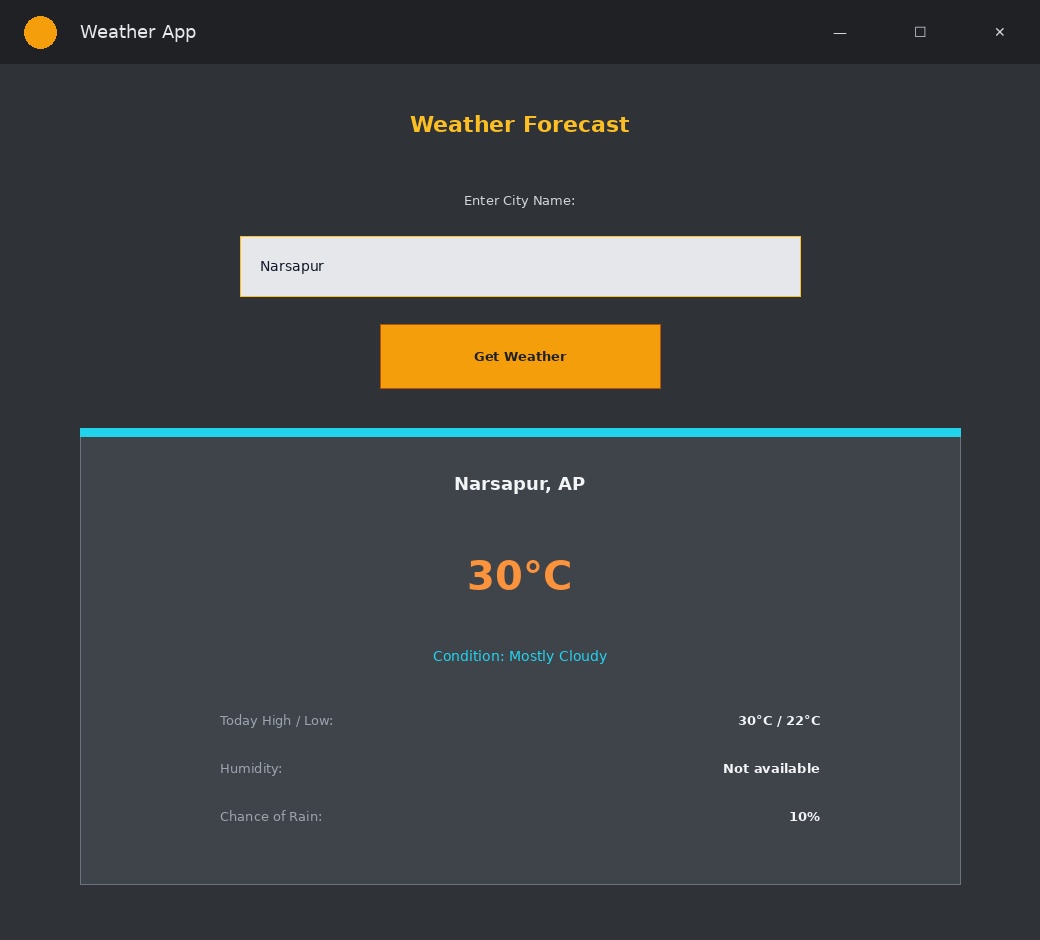 Weather App
Weather Forecast
Enter City Name:
Narsapur
Get Weather
Narsapur, AP
30°C
Condition: Mostly Cloudy
Today High / Low: 30°C / 22°C
Humidity: Not available
Chance of Rain: 10%